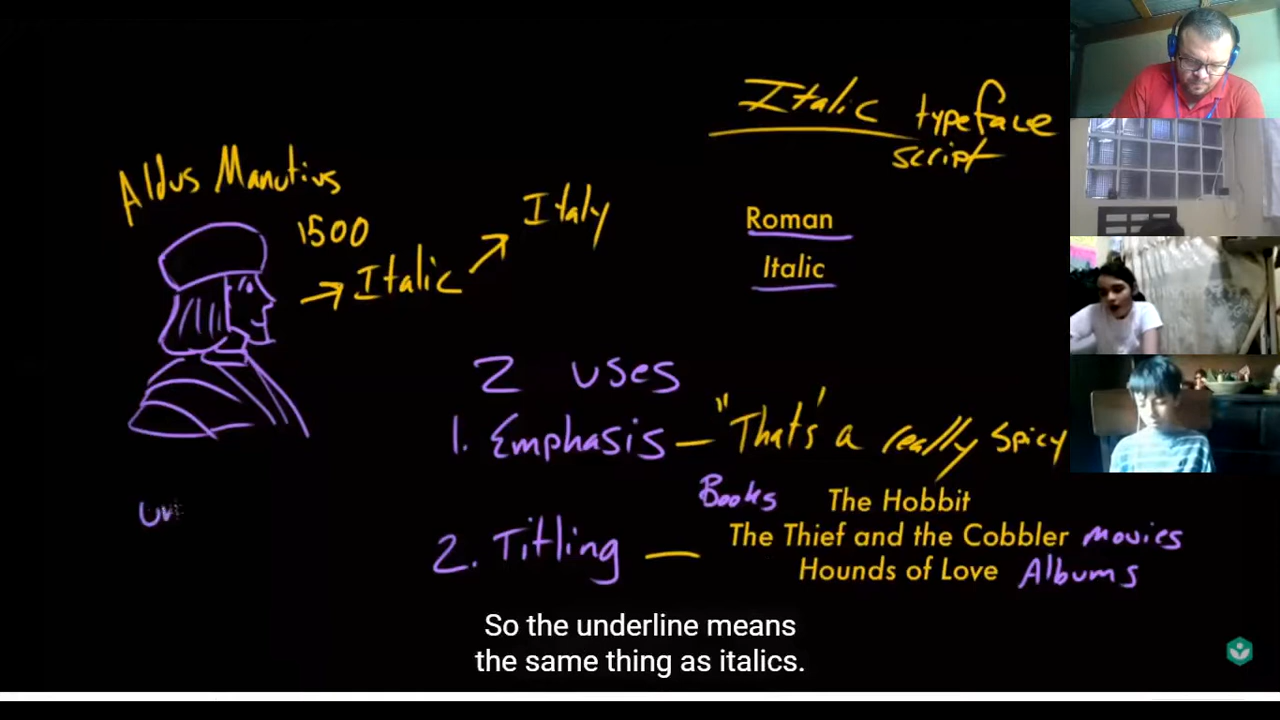 Italic typeface
script
Aldus Manutius
1500
→ Italic → Italy
Roman
Italic
2 uses
1. Emphasis — "That's a really spicy
2. Titling —
Books The Hobbit
The Thief and the Cobbler movies
Hounds of Love Albums
So the underline means
the same thing as italics.